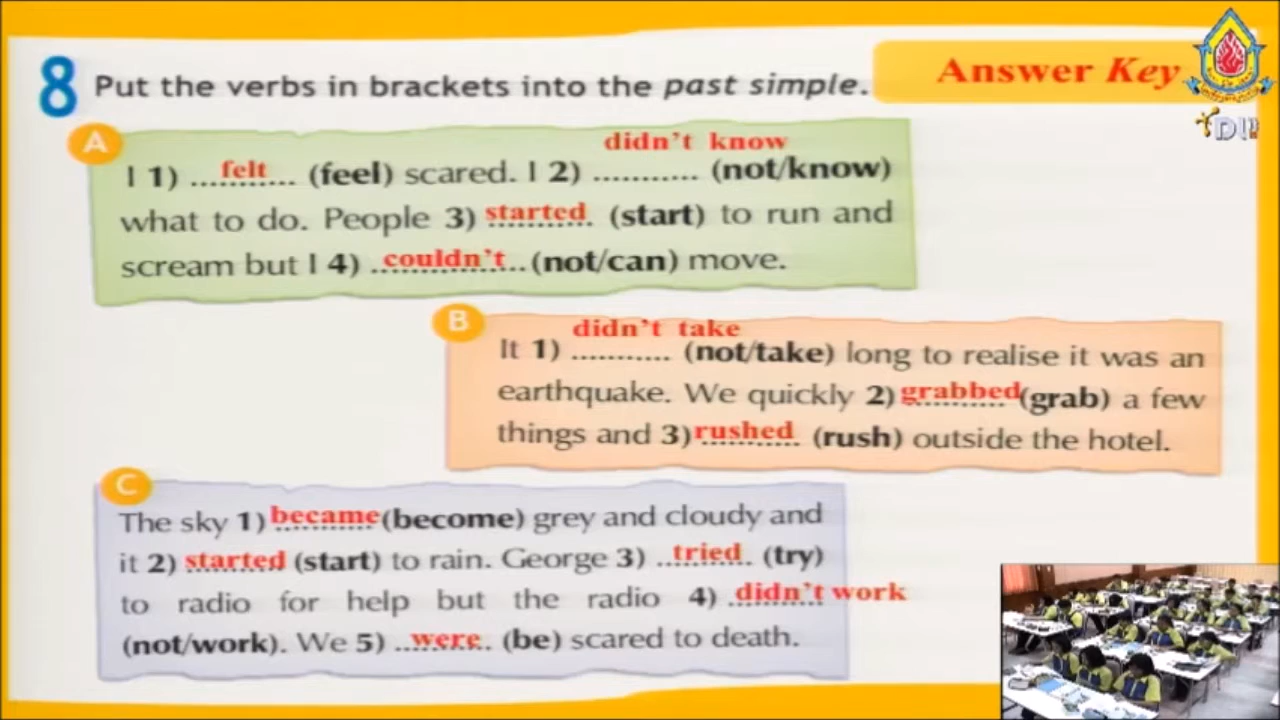 8 Put the verbs in brackets into the past simple.
Answer Key
A
didn't know
I 1) ...felt... (feel) scared. I 2) ........... (not/know)
what to do. People 3) started (start) to run and
scream but I 4) ..couldn't.. (not/can) move.
B
didn't take
It 1) ........... (not/take) long to realise it was an
earthquake. We quickly 2) grabbed (grab) a few
things and 3) rushed (rush) outside the hotel.
C
The sky 1) became (become) grey and cloudy and
it 2) started (start) to rain. George 3) ..tried.. (try)
to radio for help but the radio 4) didn't work
(not/work). We 5) ..were.. (be) scared to death.